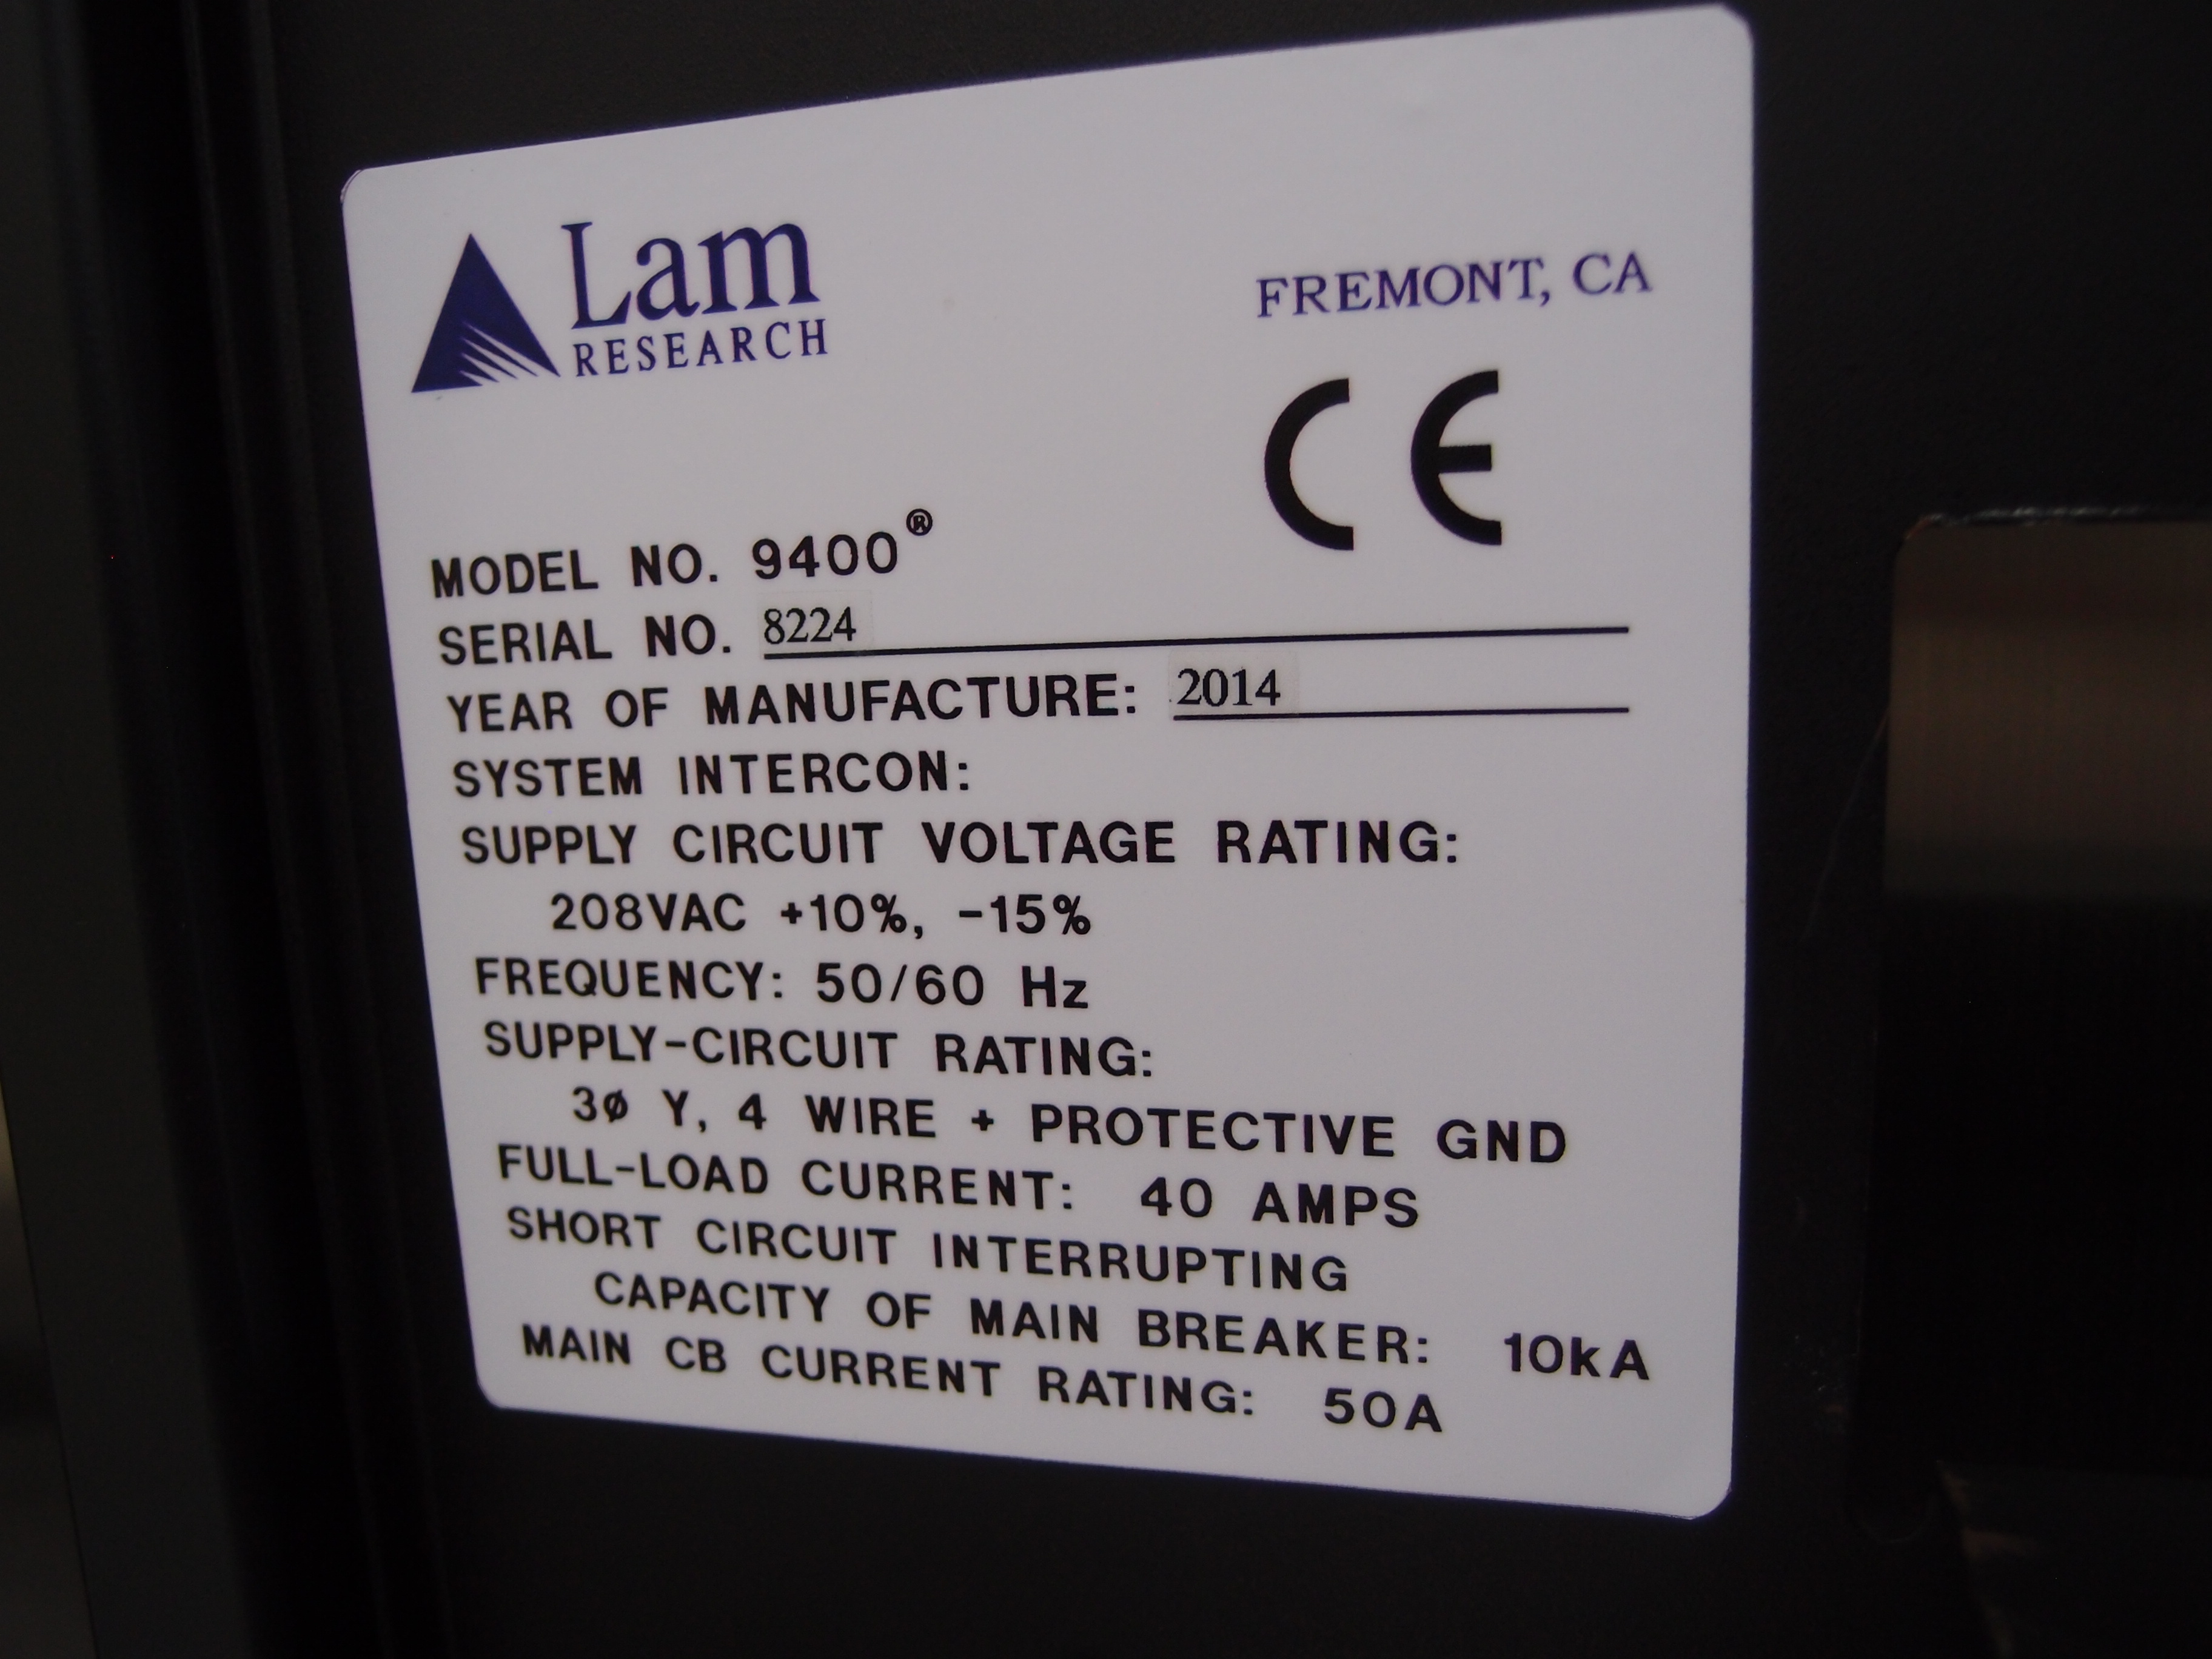 Lam
RESEARCH
FREMONT, CA
CE
MODEL NO. 9400®
SERIAL NO. 8224
YEAR OF MANUFACTURE: 2014
SYSTEM INTERCON:
SUPPLY CIRCUIT VOLTAGE RATING:
208VAC +10%, -15%
FREQUENCY: 50/60 Hz
SUPPLY-CIRCUIT RATING:
3ø Y, 4 WIRE + PROTECTIVE GND
FULL-LOAD CURRENT: 40 AMPS
SHORT CIRCUIT INTERRUPTING
CAPACITY OF MAIN BREAKER: 10kA
MAIN CB CURRENT RATING: 50A